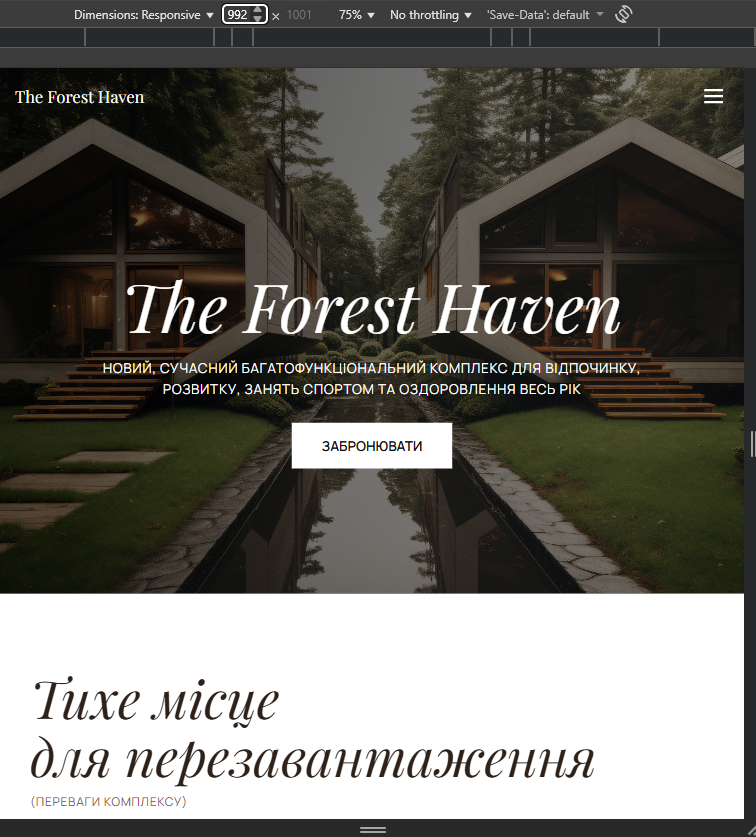 Dimensions: Responsive
992
×
1001
75%
No throttling
'Save-Data': default
The Forest Haven
The Forest Haven
НОВИЙ, СУЧАСНИЙ БАГАТОФУНКЦІОНАЛЬНИЙ КОМПЛЕКС ДЛЯ ВІДПОЧИНКУ,
РОЗВИТКУ, ЗАНЯТЬ СПОРТОМ ТА ОЗДОРОВЛЕННЯ ВЕСЬ РІК
ЗАБРОНЮВАТИ
Тихе місце
для перезавантаження
(ПЕРЕВАГИ КОМПЛЕКСУ)